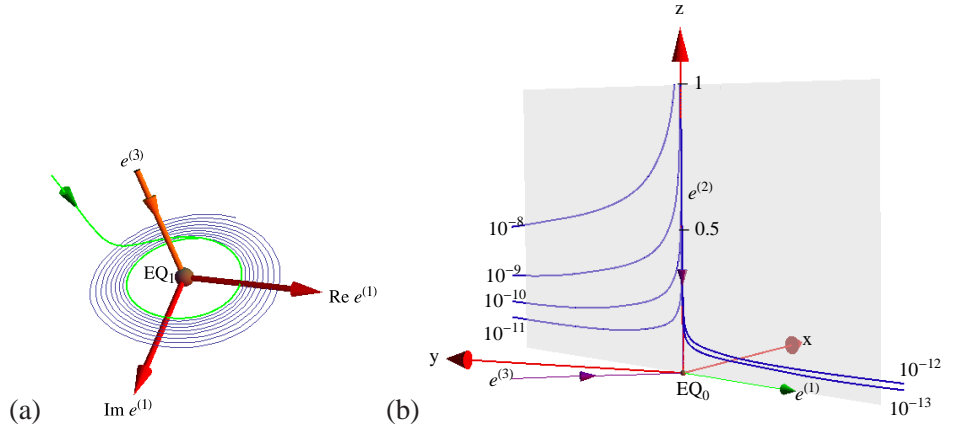 e(3)
EQ1
Re e(1)
Im e(1)
(a)
z
1
e(2)
0.5
10−8
10−9
10−10
10−11
y
x
e(3)
EQ0
e(1)
10−12
10−13
(b)